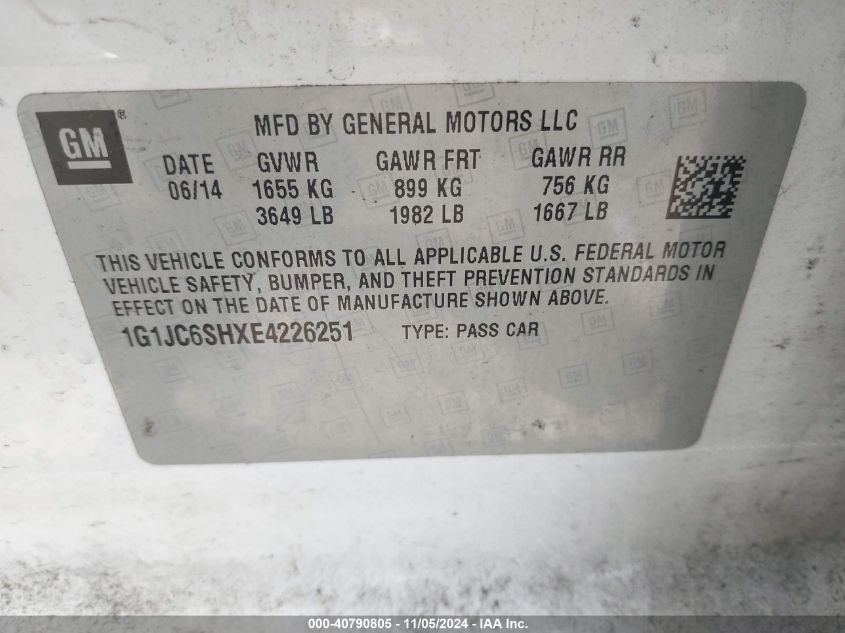 GM ®
MFD BY GENERAL MOTORS LLC
DATE GVWR GAWR FRT GAWR RR
06/14 1655 KG 899 KG 756 KG
3649 LB 1982 LB 1667 LB
THIS VEHICLE CONFORMS TO ALL APPLICABLE U.S. FEDERAL MOTOR
VEHICLE SAFETY, BUMPER, AND THEFT PREVENTION STANDARDS IN
EFFECT ON THE DATE OF MANUFACTURE SHOWN ABOVE.
1G1JC6SHXE4226251 TYPE: PASS CAR
000-40790805 - 11/05/2024 - IAA Inc.